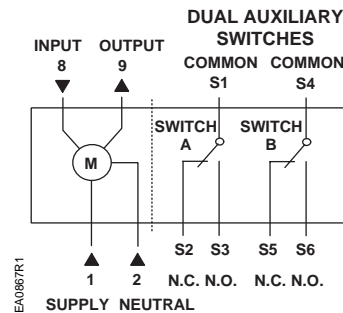 DUAL AUXILIARY
SWITCHES
INPUT OUTPUT
8 9
COMMON COMMON
S1 S4
SWITCH
A
SWITCH
B
M
S2 S3 S5 S6
1 2 N.C. N.O. N.C. N.O.
SUPPLY NEUTRAL
EA0867R1